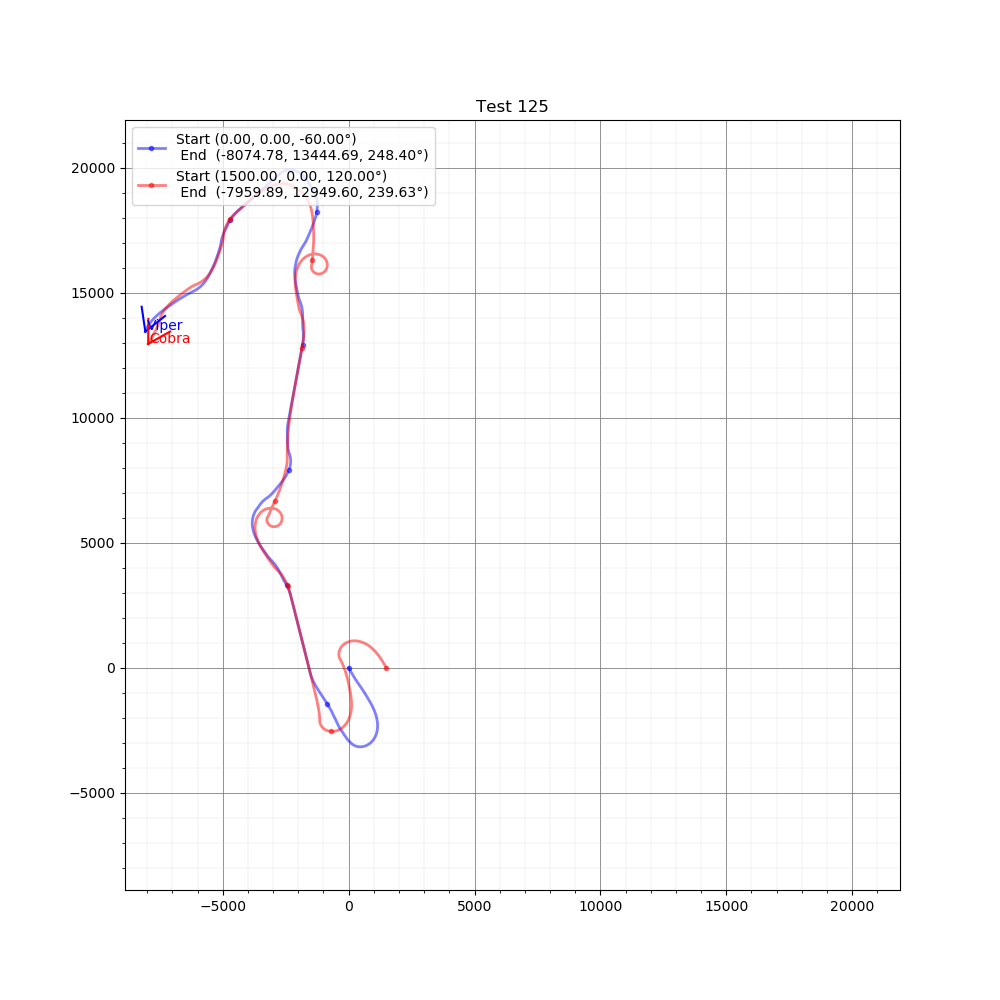 Test 125
Start (0.00, 0.00, -60.00°)
End (-8074.78, 13444.69, 248.40°)
Start (1500.00, 0.00, 120.00°)
End (-7959.89, 12949.60, 239.63°)
20000
15000
10000
5000
0
−5000
Viper
Cobra
−5000 0 5000 10000 15000 20000